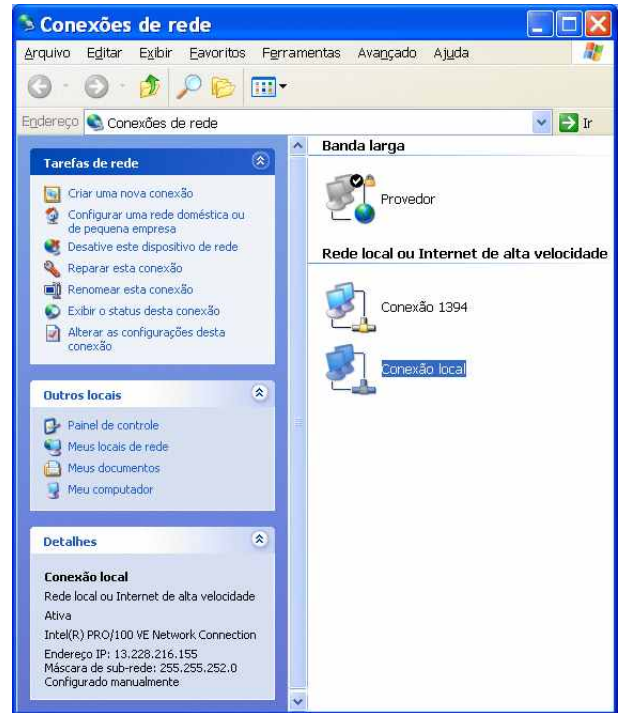 Conexões de rede
Arquivo Editar Exibir Favoritos Ferramentas Avançado Ajuda
Endereço Conexões de rede Ir
Tarefas de rede
Criar uma nova conexão
Configurar uma rede doméstica ou
de pequena empresa
Desative este dispositivo de rede
Reparar esta conexão
Renomear esta conexão
Exibir o status desta conexão
Alterar as configurações desta
conexão
Outros locais
Painel de controle
Meus locais de rede
Meus documentos
Meu computador
Detalhes
Conexão local
Rede local ou Internet de alta velocidade
Ativa
Intel(R) PRO/100 VE Network Connection
Endereço IP: 13.228.216.155
Máscara de sub-rede: 255.255.252.0
Configurado manualmente
Banda larga
Provedor
Rede local ou Internet de alta velocidade
Conexão 1394
Conexão local